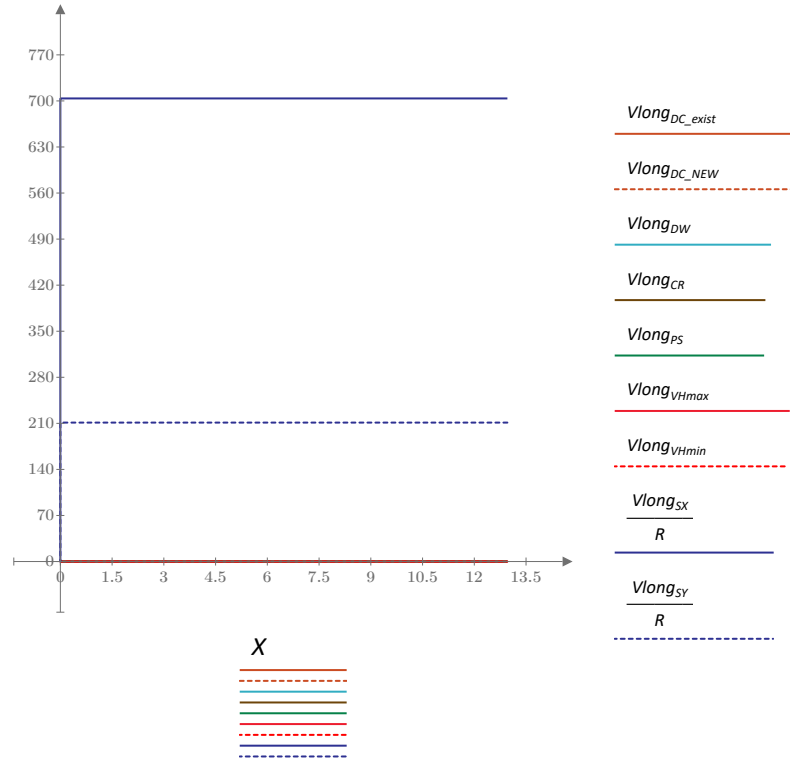 770
700
630
560
490
420
350
280
210
140
70
0
0 1.5 3 4.5 6 7.5 9 10.5 12 13.5
X
Vlong_DC_exist
Vlong_DC_NEW
Vlong_DW
Vlong_CR
Vlong_PS
Vlong_VHmax
Vlong_VHmin
Vlong_SX
R
Vlong_SY
R